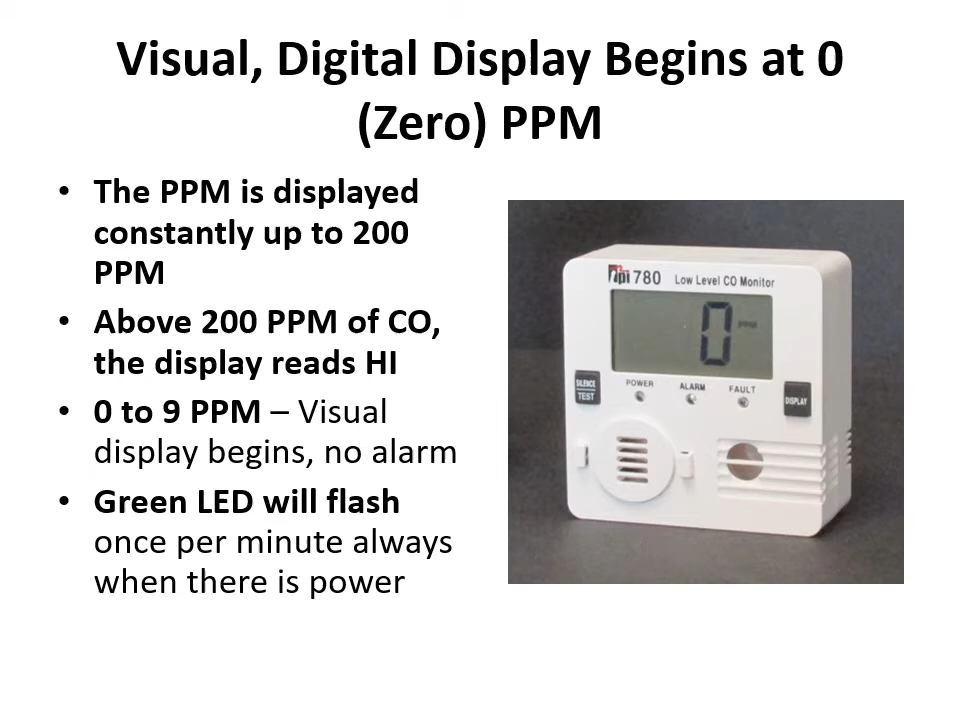 Visual, Digital Display Begins at 0
(Zero) PPM
• The PPM is displayed
constantly up to 200
PPM
• Above 200 PPM of CO,
the display reads HI
• 0 to 9 PPM – Visual
display begins, no alarm
• Green LED will flash
once per minute always
when there is power
tpi 780 Low Level CO Monitor
0 PPM
POWER ALARM FAULT
SILENCE
TEST
DISPLAY